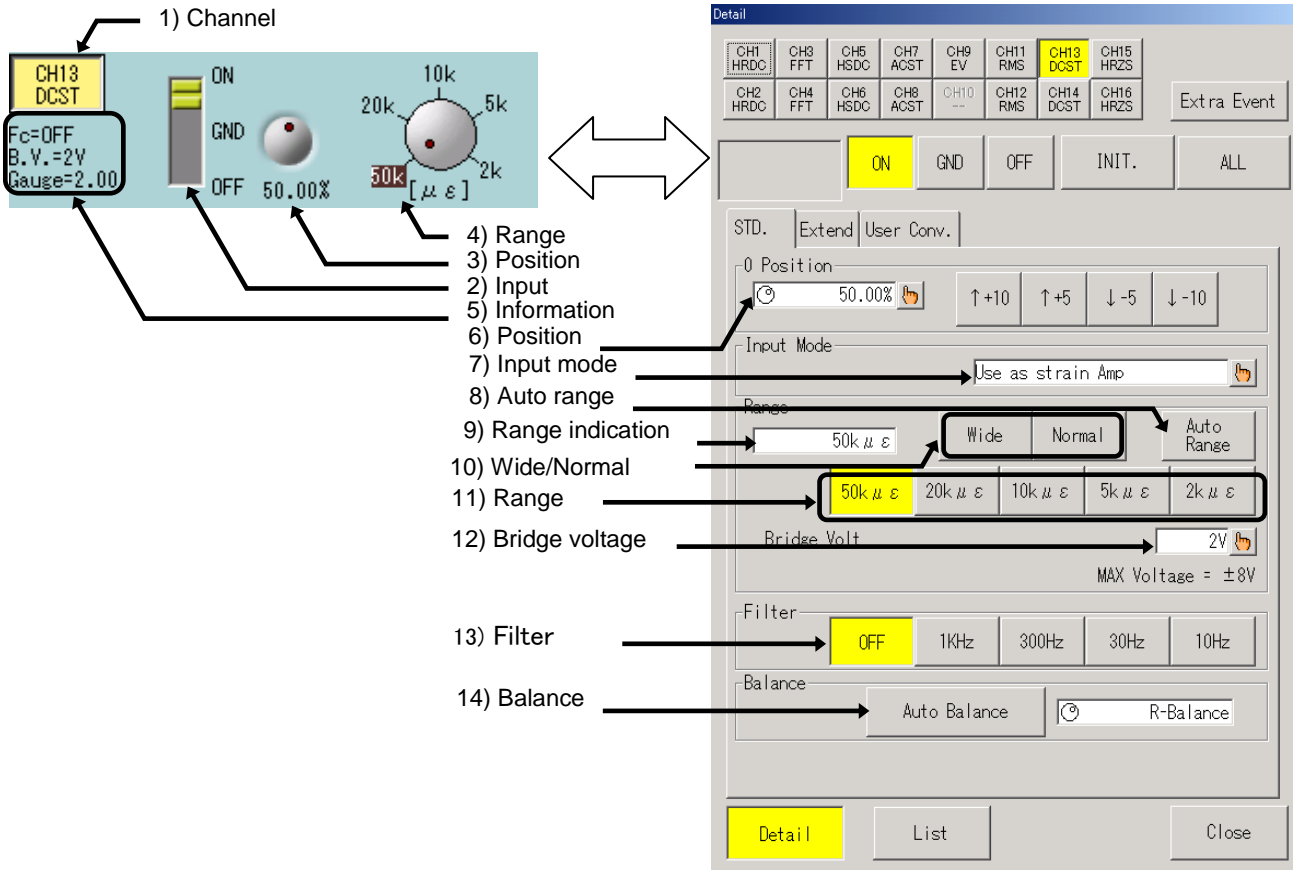 1) Channel
CH13
DCST
Fc=OFF
B.V.=2V
Gauge=2.00
ON
GND
OFF
50.00%
10k
20k
5k
50k
2k
[με]
4) Range
3) Position
2) Input
5) Information
6) Position
7) Input mode
8) Auto range
9) Range indication
10) Wide/Normal
11) Range
12) Bridge voltage
13) Filter
14) Balance
Detail
CH1 HRDC CH3 FFT CH5 HSDC CH7 ACST CH9 EV CH11 RMS CH13 DCST CH15 HRZS
CH2 HRDC CH4 FFT CH6 HSDC CH8 ACST CH10 -- CH12 RMS CH14 DCST CH16 HRZS
Extra Event
ON GND OFF INIT. ALL
STD. Extend User Conv.
0 Position
50.00% ↑+10 ↑+5 ↓-5 ↓-10
Input Mode
Use as strain Amp
Range
50kμε Wide Normal Auto Range
50kμε 20kμε 10kμε 5kμε 2kμε
Bridge Volt 2V
MAX Voltage = ±8V
Filter
OFF 1KHz 300Hz 30Hz 10Hz
Balance
Auto Balance R-Balance
Detail List Close